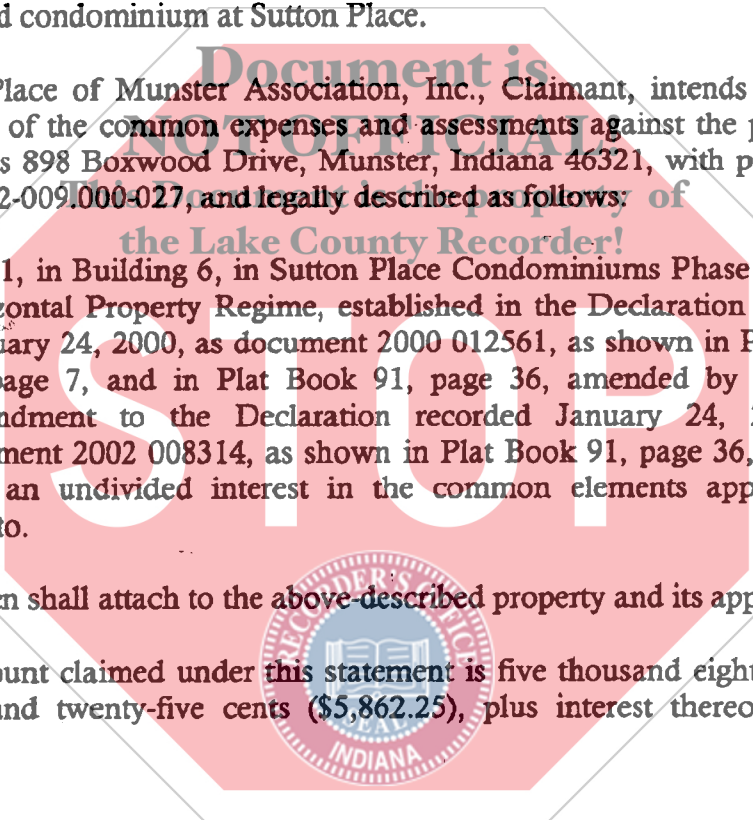 d condominium at Sutton Place.
Document is
Place of Munster Association, Inc., Claimant, intends
NOT OFFICIAL!
of the common expenses and assessments against the p
s 898 Boxwood Drive, Munster, Indiana 46321, with p
2-009.000-027, and legally described as follows:
This Document is the property of
the Lake County Recorder!
1, in Building 6, in Sutton Place Condominiums Phase
zontal Property Regime, established in the Declaration
uary 24, 2000, as document 2000 012561, as shown in P
page 7, and in Plat Book 91, page 36, amended by
ndment to the Declaration recorded January 24,
ment 2002 008314, as shown in Plat Book 91, page 36,
an undivided interest in the common elements app
to.
STOP
en shall attach to the above-described property and its app
ount claimed under this statement is five thousand eight
and twenty-five cents ($5,862.25), plus interest thereo
RECORDER'S OFFICE
SEAL
INDIANA